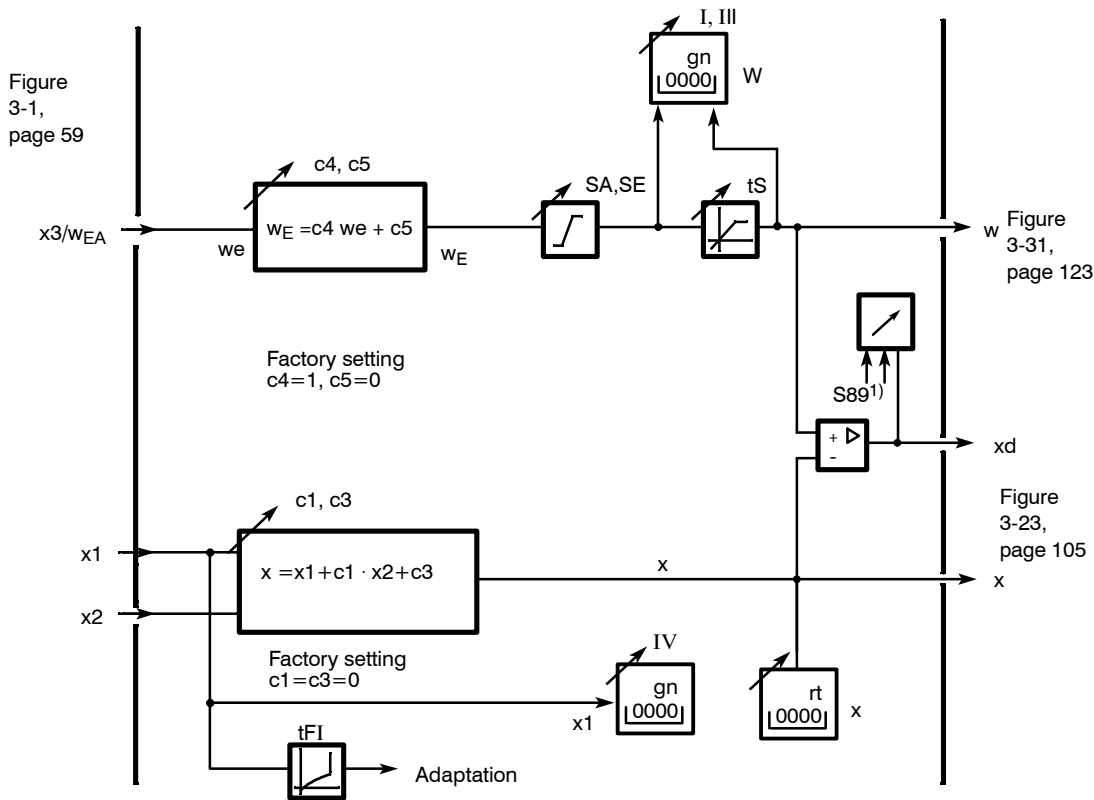 I, III
gn
0000
W
Figure
3-1,
page 59
c4, c5
SA,SE
tS
x3/wEA
we
wE =c4 we + c5
wE
w
Figure
3-31,
page 123
Factory setting
c4=1, c5=0
S891)
+
-
xd
c1, c3
Figure
3-23,
page 105
x1
x =x1+c1 · x2+c3
x
x
x2
Factory setting
c1=c3=0
IV
gn
0000
x1
rt
0000
x
tFI
Adaptation